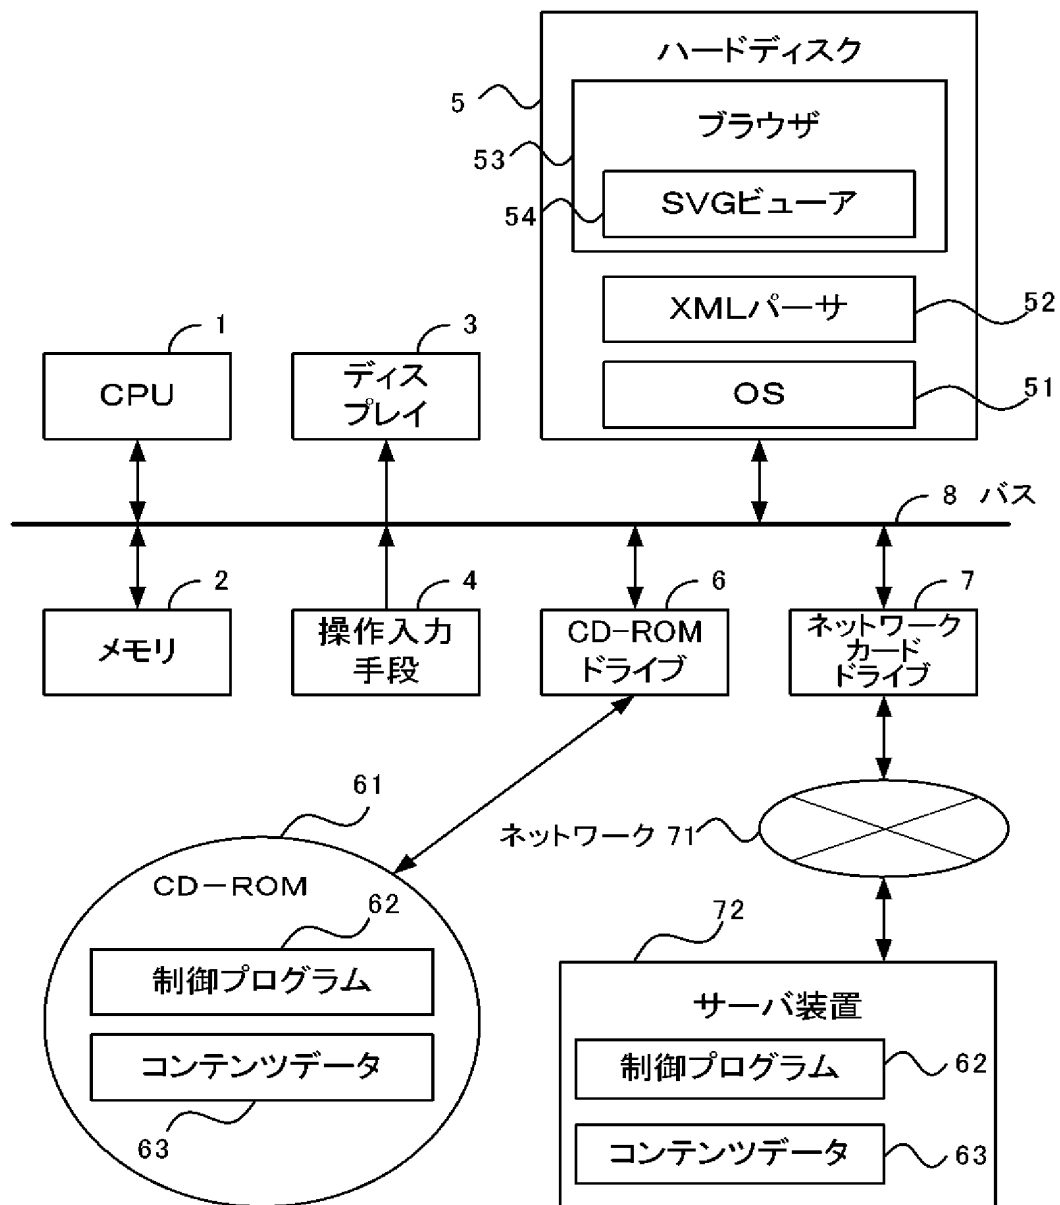 ハードディスク
5
ブラウザ
53
SVGビューア
54
XMLパーサ
52
OS
51
1
CPU
3
ディス
プレイ
8 バス
2
メモリ
4
操作入力
手段
6
CD-ROM
ドライブ
7
ネットワーク
カード
ドライブ
61
ネットワーク 71
CD-ROM
62
制御プログラム
コンテンツデータ
63
72
サーバ装置
制御プログラム
62
コンテンツデータ
63